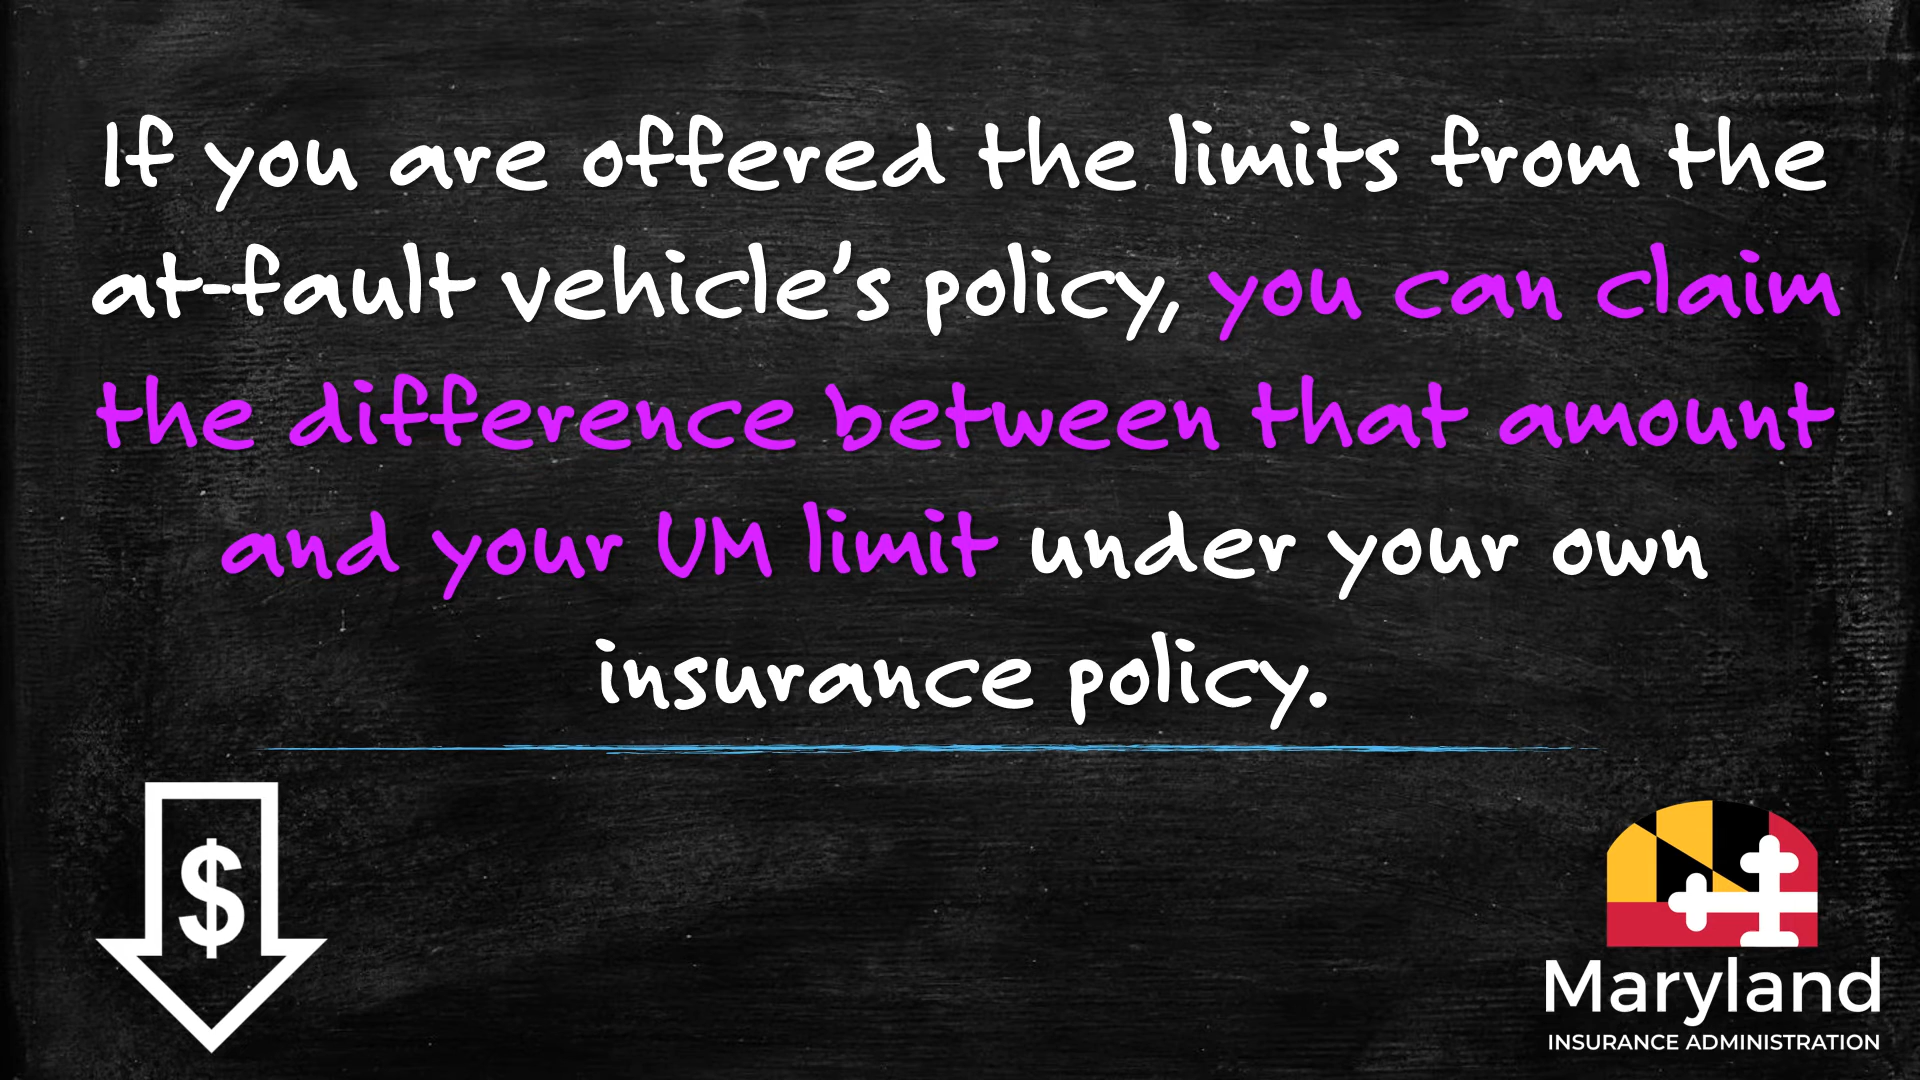 If you are offered the limits from the
at-fault vehicle’s policy, you can claim
the difference between that amount
and your UM limit under your own
insurance policy.
$
Maryland
INSURANCE ADMINISTRATION